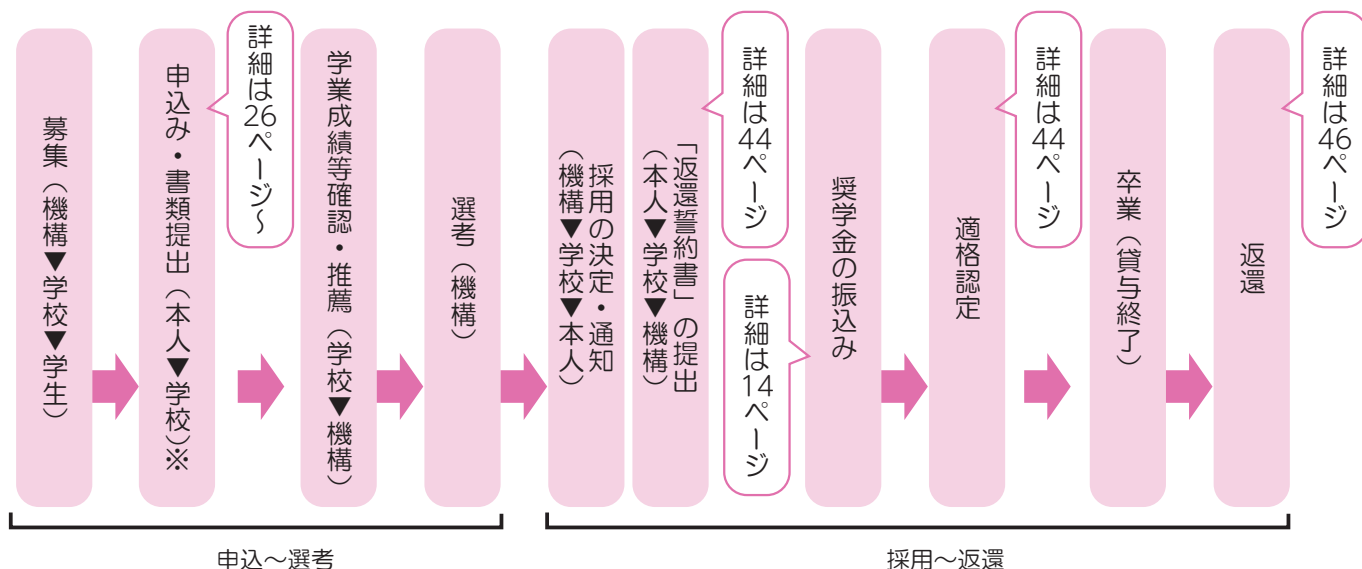 募集（機構▼学校▼学生）
申込み・書類提出（本人▼学校）※
詳細は26ページ～
学業成績等確認・推薦（学校▼機構）
選考（機構）
採用の決定・通知
（機構▼学校▼本人）
「返還誓約書」の提出
（本人▼学校▼機構）
詳細は44ページ
詳細は14ページ
奨学金の振込み
適格認定
詳細は44ページ
卒業（貸与終了）
返還
詳細は46ページ
申込～選考
採用～返還